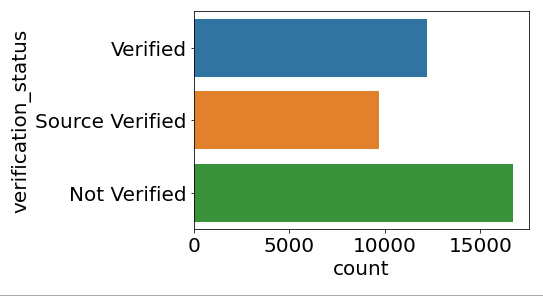 verification_status
Verified
Source Verified
Not Verified
0 5000 10000 15000
count